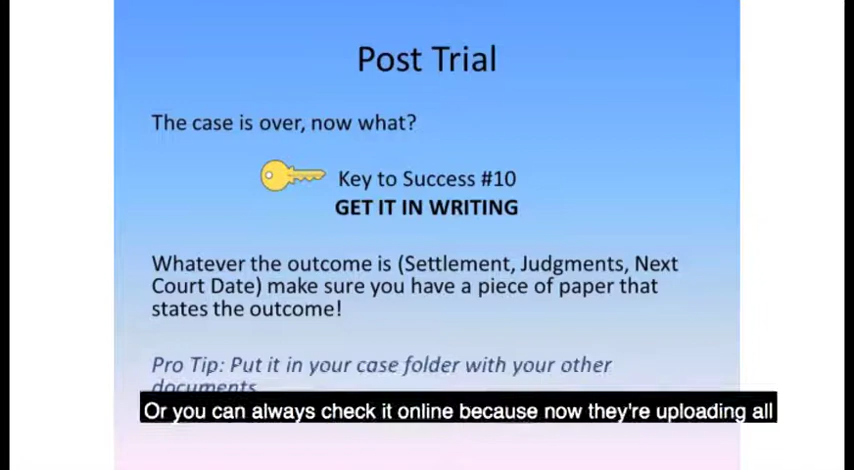 Post Trial
The case is over, now what?
Key to Success #10
GET IT IN WRITING
Whatever the outcome is (Settlement, Judgments, Next
Court Date) make sure you have a piece of paper that
states the outcome!
Pro Tip: Put it in your case folder with your other
documents
Or you can always check it online because now they're uploading all